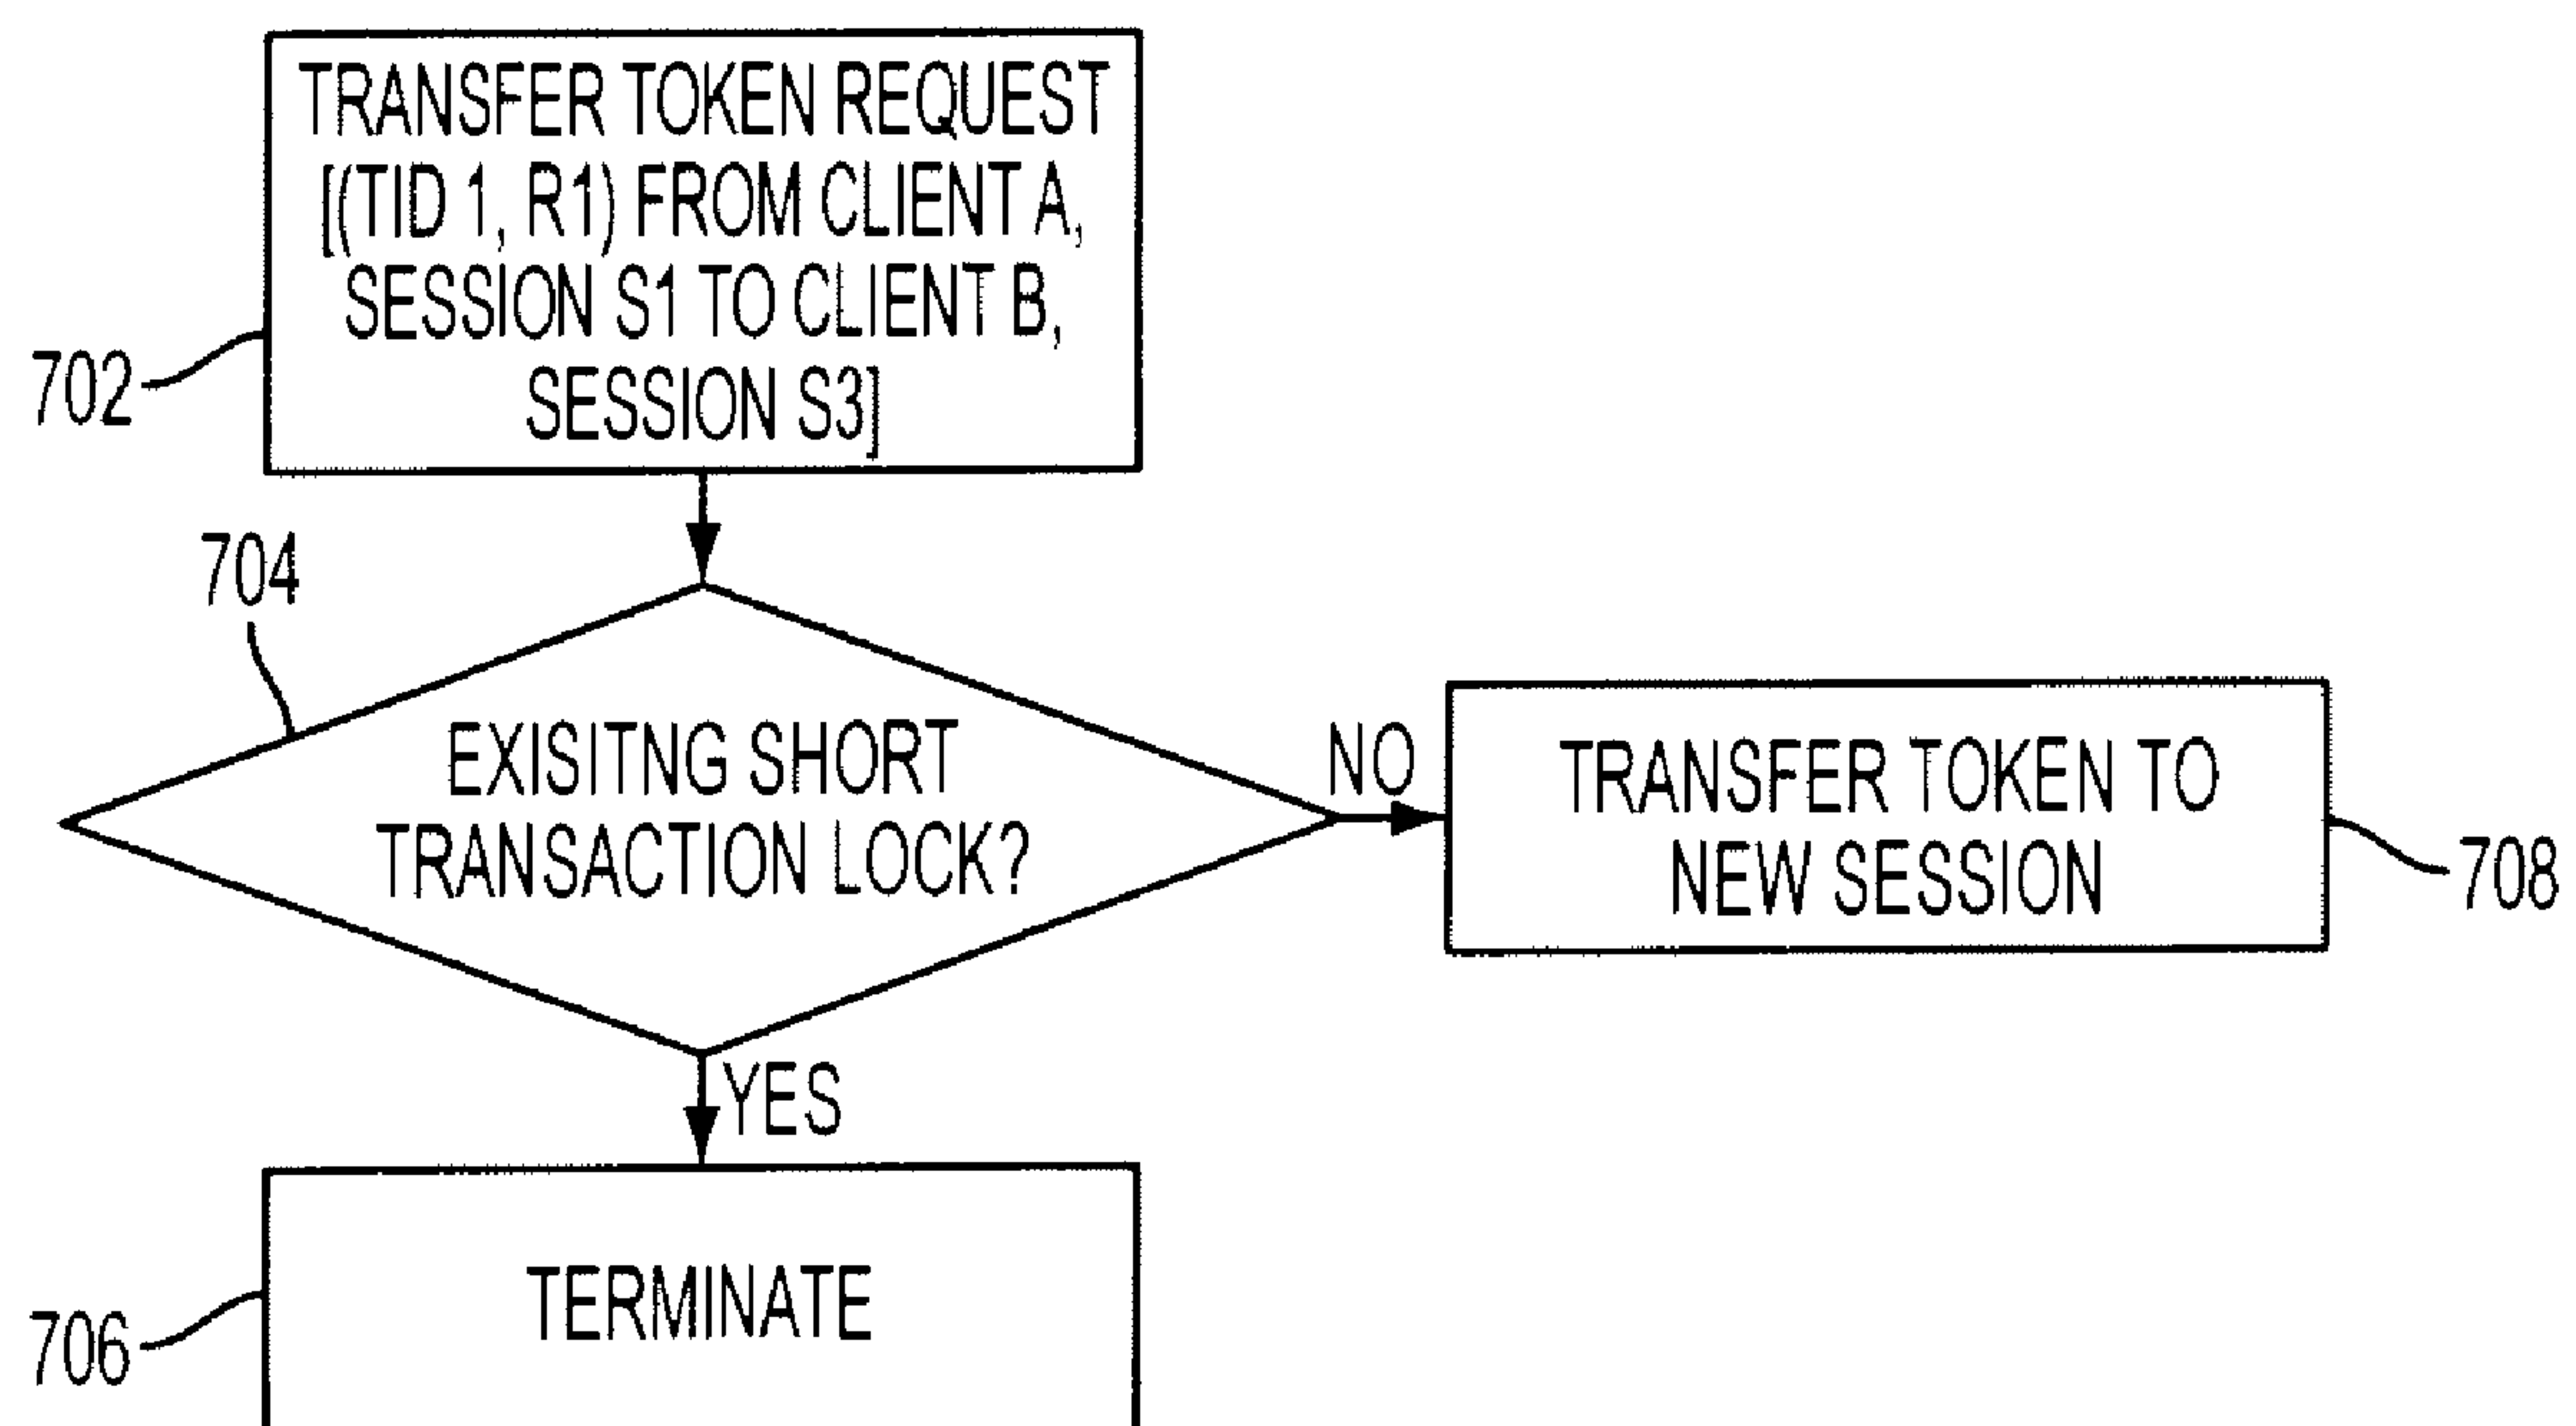 TRANSFER TOKEN REQUEST
[(TID 1, R1) FROM CLIENT A,
SESSION S1 TO CLIENT B,
SESSION S3]
702
704
EXISITNG SHORT
TRANSACTION LOCK?
NO
TRANSFER TOKEN TO
NEW SESSION
708
YES
TERMINATE
706